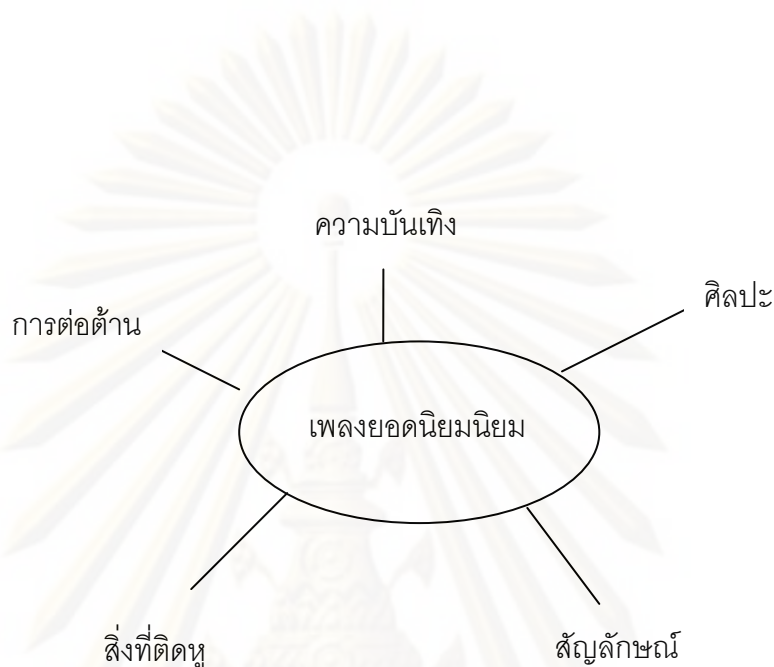 ความบันเทิง
ศิลปะ
การต่อต้าน
เพลงยอดนิยมนิยม
สิ่งที่ติดหู
สัญลักษณ์